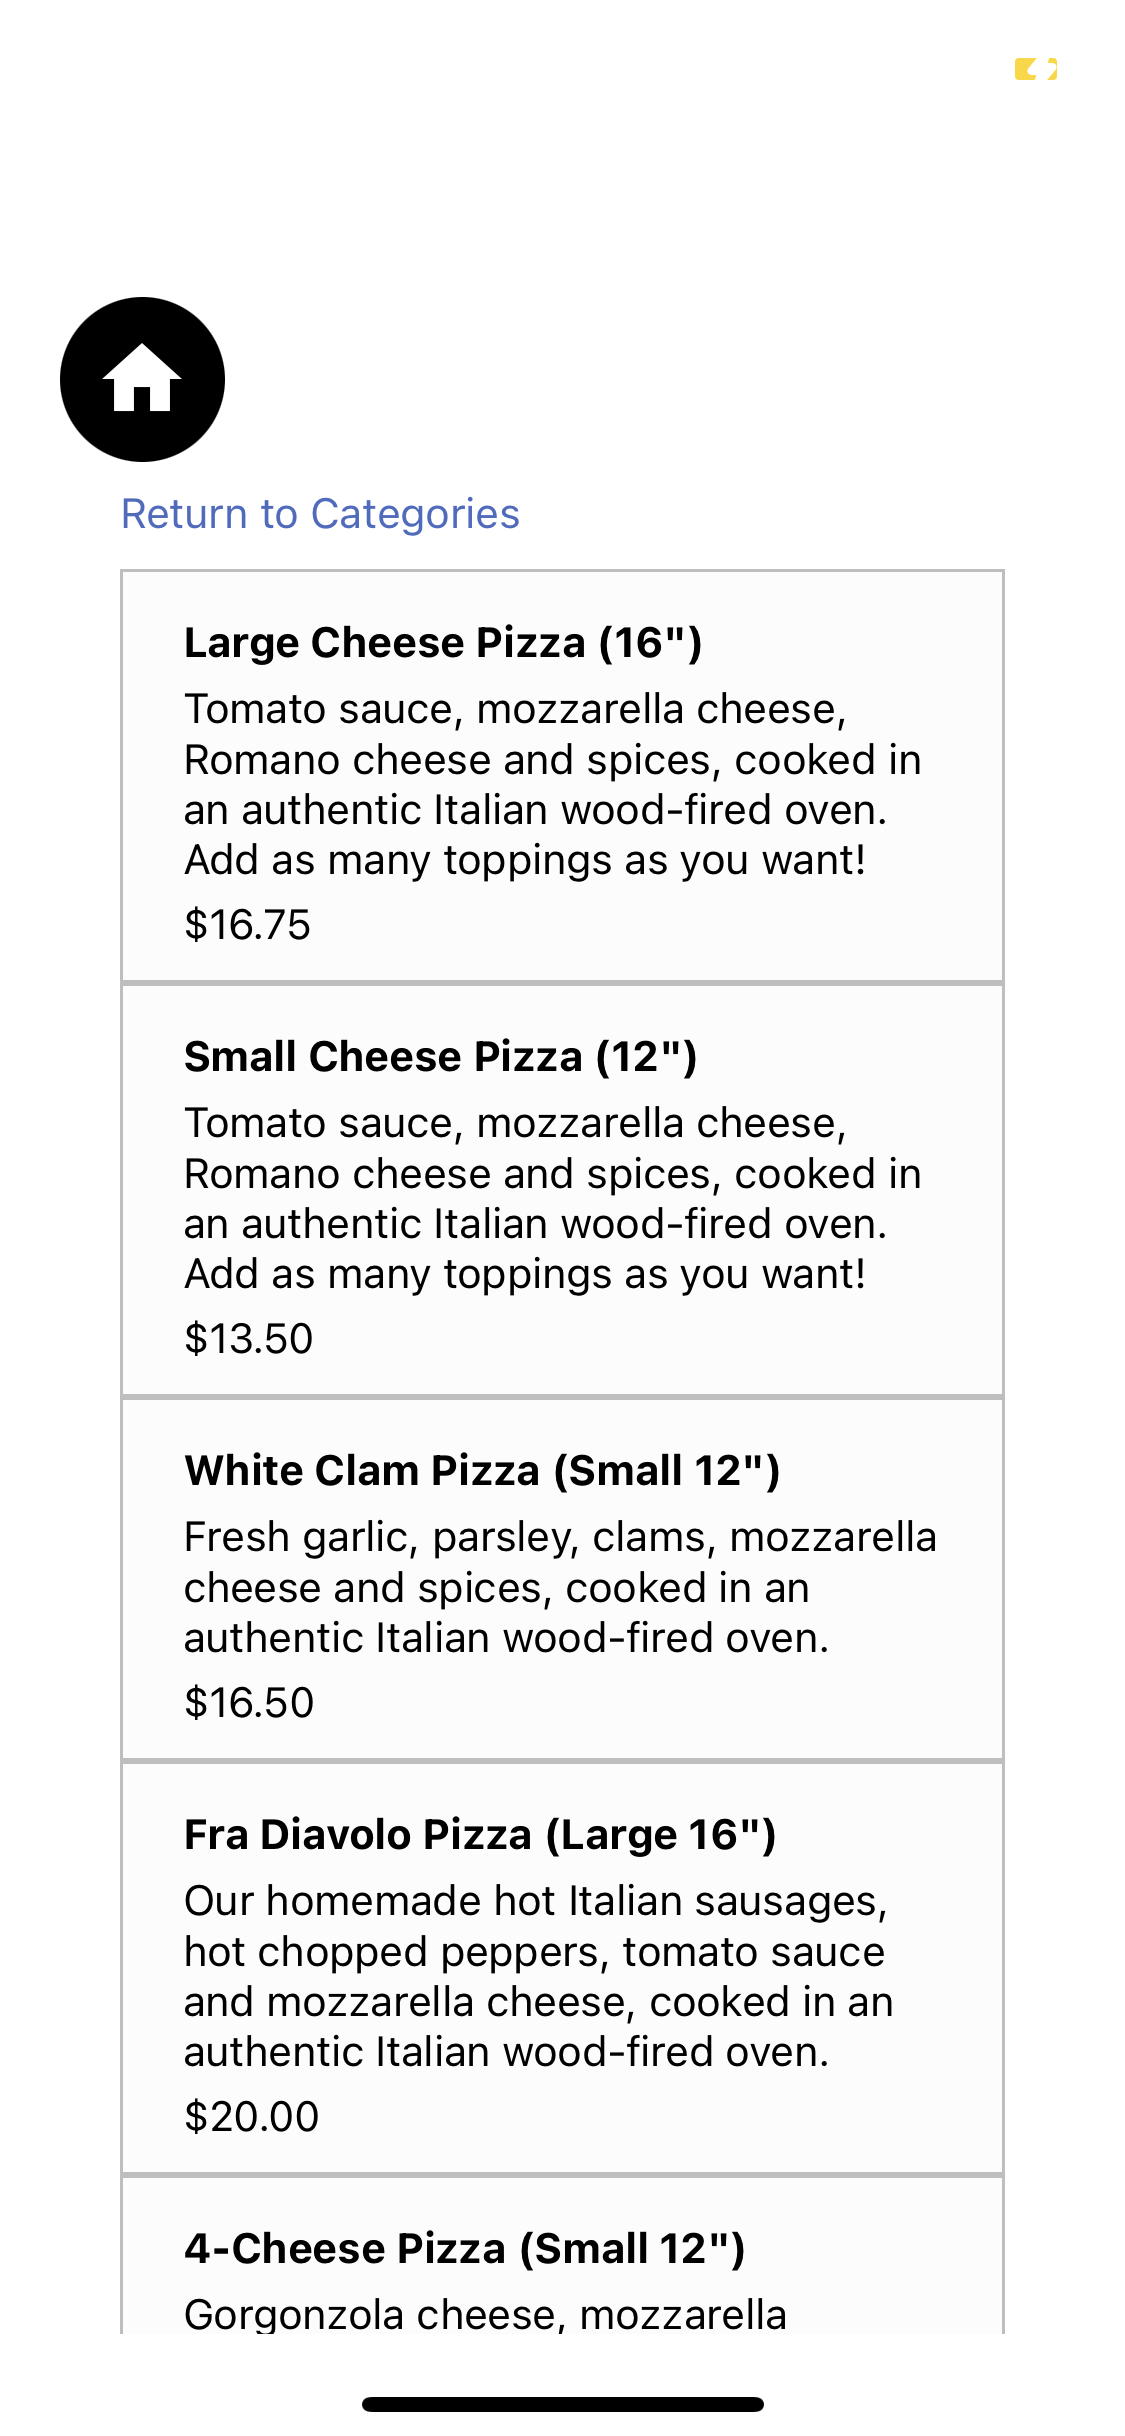 Return to Categories
Large Cheese Pizza (16")
Tomato sauce, mozzarella cheese,
Romano cheese and spices, cooked in
an authentic Italian wood-fired oven.
Add as many toppings as you want!
$16.75
Small Cheese Pizza (12")
Tomato sauce, mozzarella cheese,
Romano cheese and spices, cooked in
an authentic Italian wood-fired oven.
Add as many toppings as you want!
$13.50
White Clam Pizza (Small 12")
Fresh garlic, parsley, clams, mozzarella
cheese and spices, cooked in an
authentic Italian wood-fired oven.
$16.50
Fra Diavolo Pizza (Large 16")
Our homemade hot Italian sausages,
hot chopped peppers, tomato sauce
and mozzarella cheese, cooked in an
authentic Italian wood-fired oven.
$20.00
4-Cheese Pizza (Small 12")
Gorgonzola cheese, mozzarella